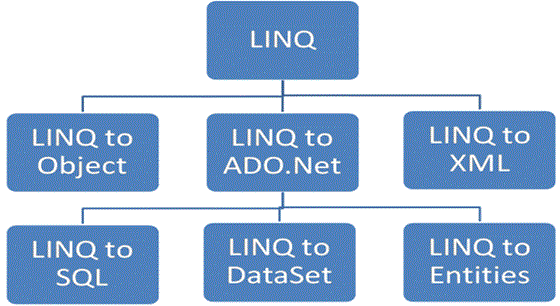 LINQ
LINQ to
Object
LINQ to
ADO.Net
LINQ to
XML
LINQ to
SQL
LINQ to
DataSet
LINQ to
Entities